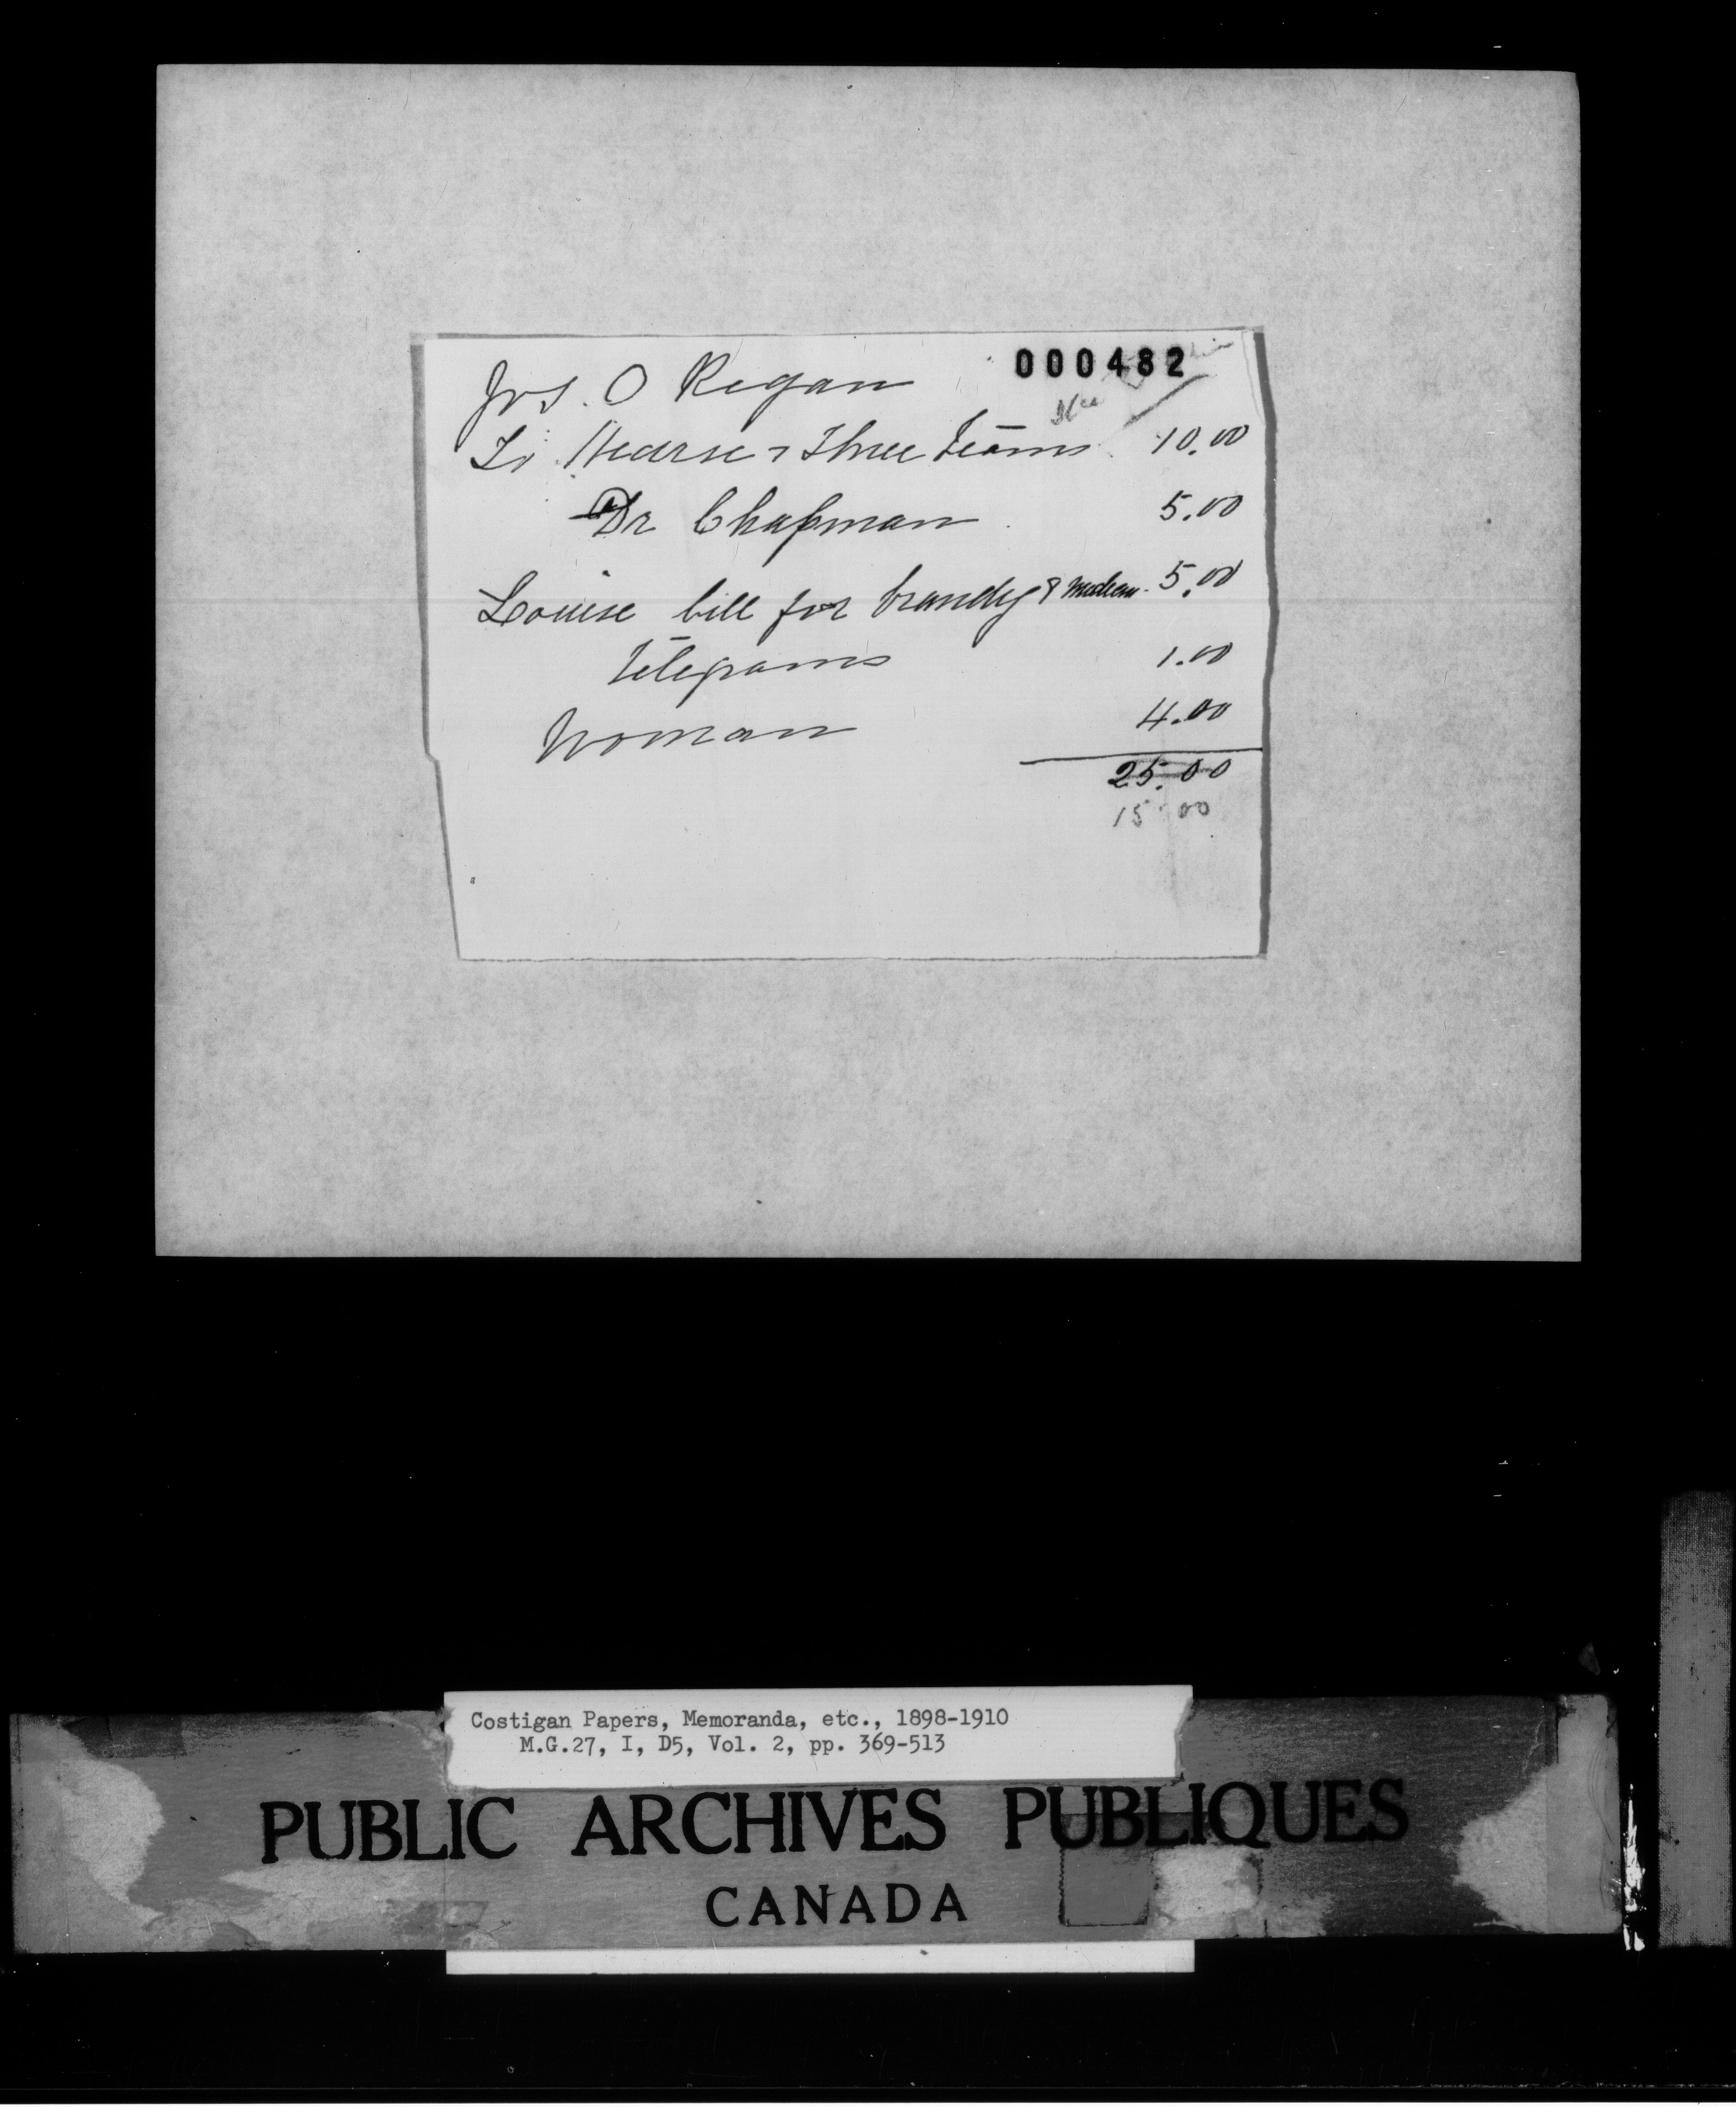 000482
Jos. O Regan
To Hearse & Three teams 10.00
Dr Chapman 5.00
Louise bill for brandy & 5.00
Telegrams 1.00
Woman 4.00
25.00
15.00
Costigan Papers, Memoranda, etc., 1898-1910
M.G.27, I, D5, Vol. 2, pp. 369-513
PUBLIC ARCHIVES PUBLIQUES
CANADA